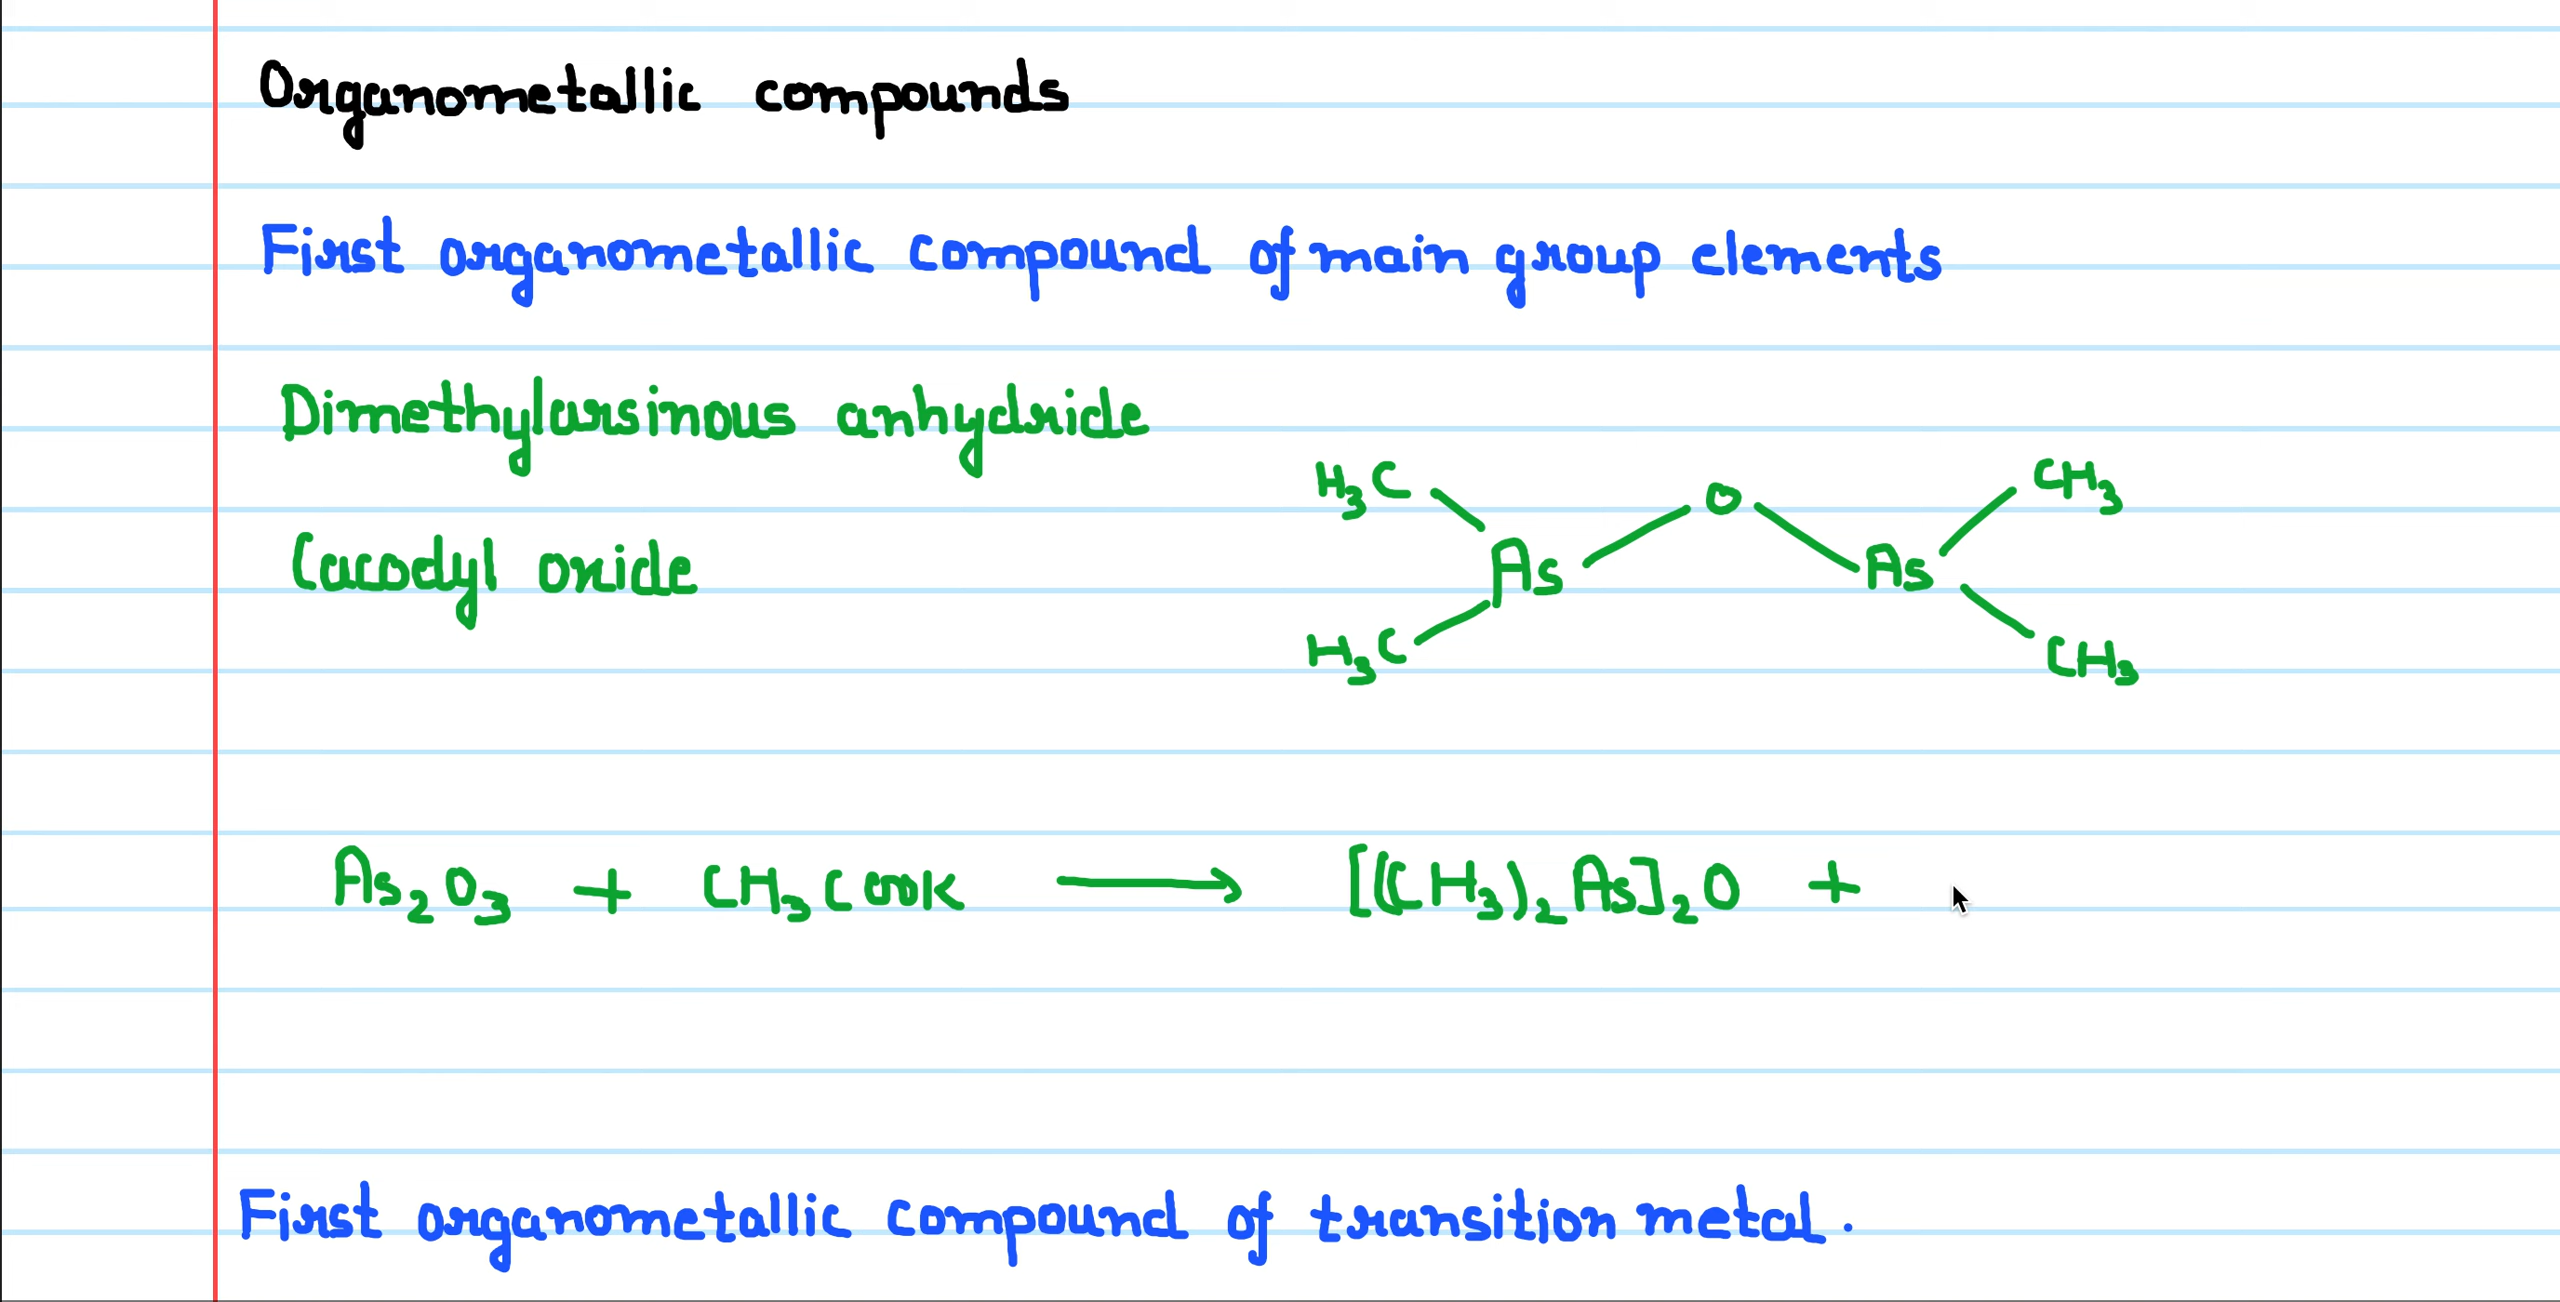 Organometallic compounds
First organometallic compound of main group elements
Dimethylarsinous anhydride
Cacodyl oxide
H₃C
O
CH₃
As
As
H₃C
CH₃
As₂O₃ + CH₃COOK ⟶ [(CH₃)₂As]₂O +
First organometallic compound of transition metal.